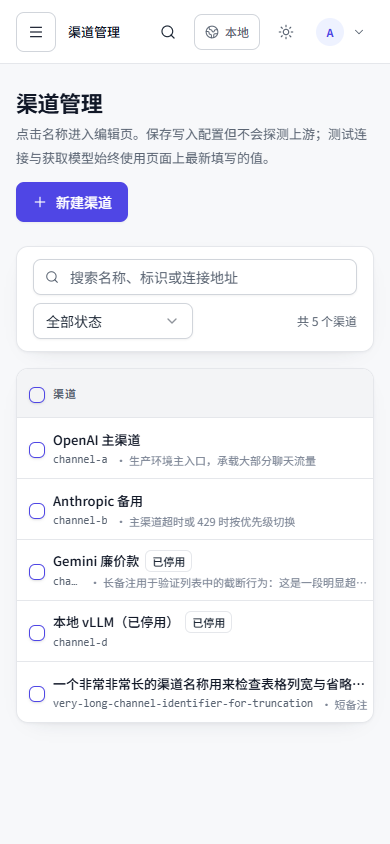 渠道管理
本地
A
渠道管理
点击名称进入编辑页。保存写入配置但不会探测上游；测试连
接与获取模型始终使用页面上最新填写的值。
新建渠道
搜索名称、标识或连接地址
全部状态
共 5 个渠道
渠道
OpenAI 主渠道
channel-a · 生产环境主入口，承载大部分聊天流量
Anthropic 备用
channel-b · 主渠道超时或 429 时按优先级切换
Gemini 廉价款 已停用
cha… · 长备注用于验证列表中的截断行为：这是一段明显超…
本地 vLLM（已停用） 已停用
channel-d
一个非常非常长的渠道名称用来检查表格列宽与省略…
very-long-channel-identifier-for-truncation · 短备注